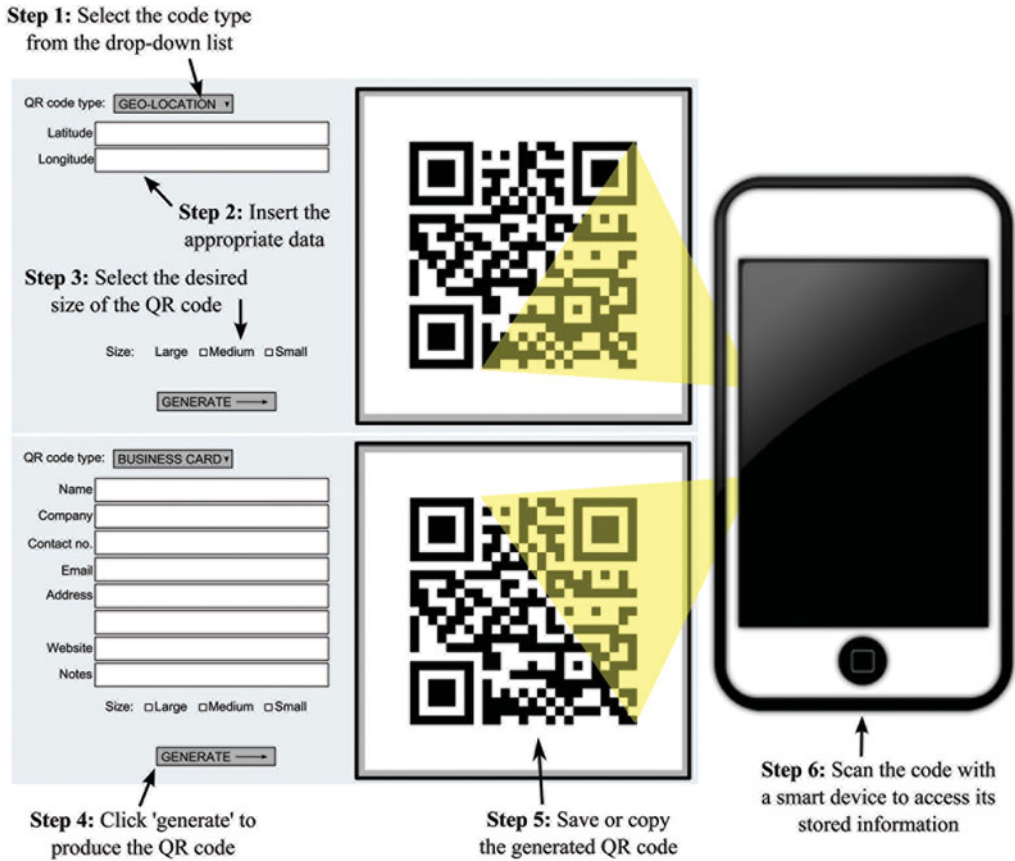 Step 1: Select the code type
from the drop-down list
QR code type: GEO-LOCATION
Latitude
Longitude
Step 2: Insert the
appropriate data
Step 3: Select the desired
size of the QR code
Size: Large Medium Small
GENERATE
QR code type: BUSINESS CARD
Name
Company
Contact no.
Email
Address
Website
Notes
Size: Large Medium Small
GENERATE
Step 4: Click 'generate' to
produce the QR code
Step 5: Save or copy
the generated QR code
Step 6: Scan the code with
a smart device to access its
stored information